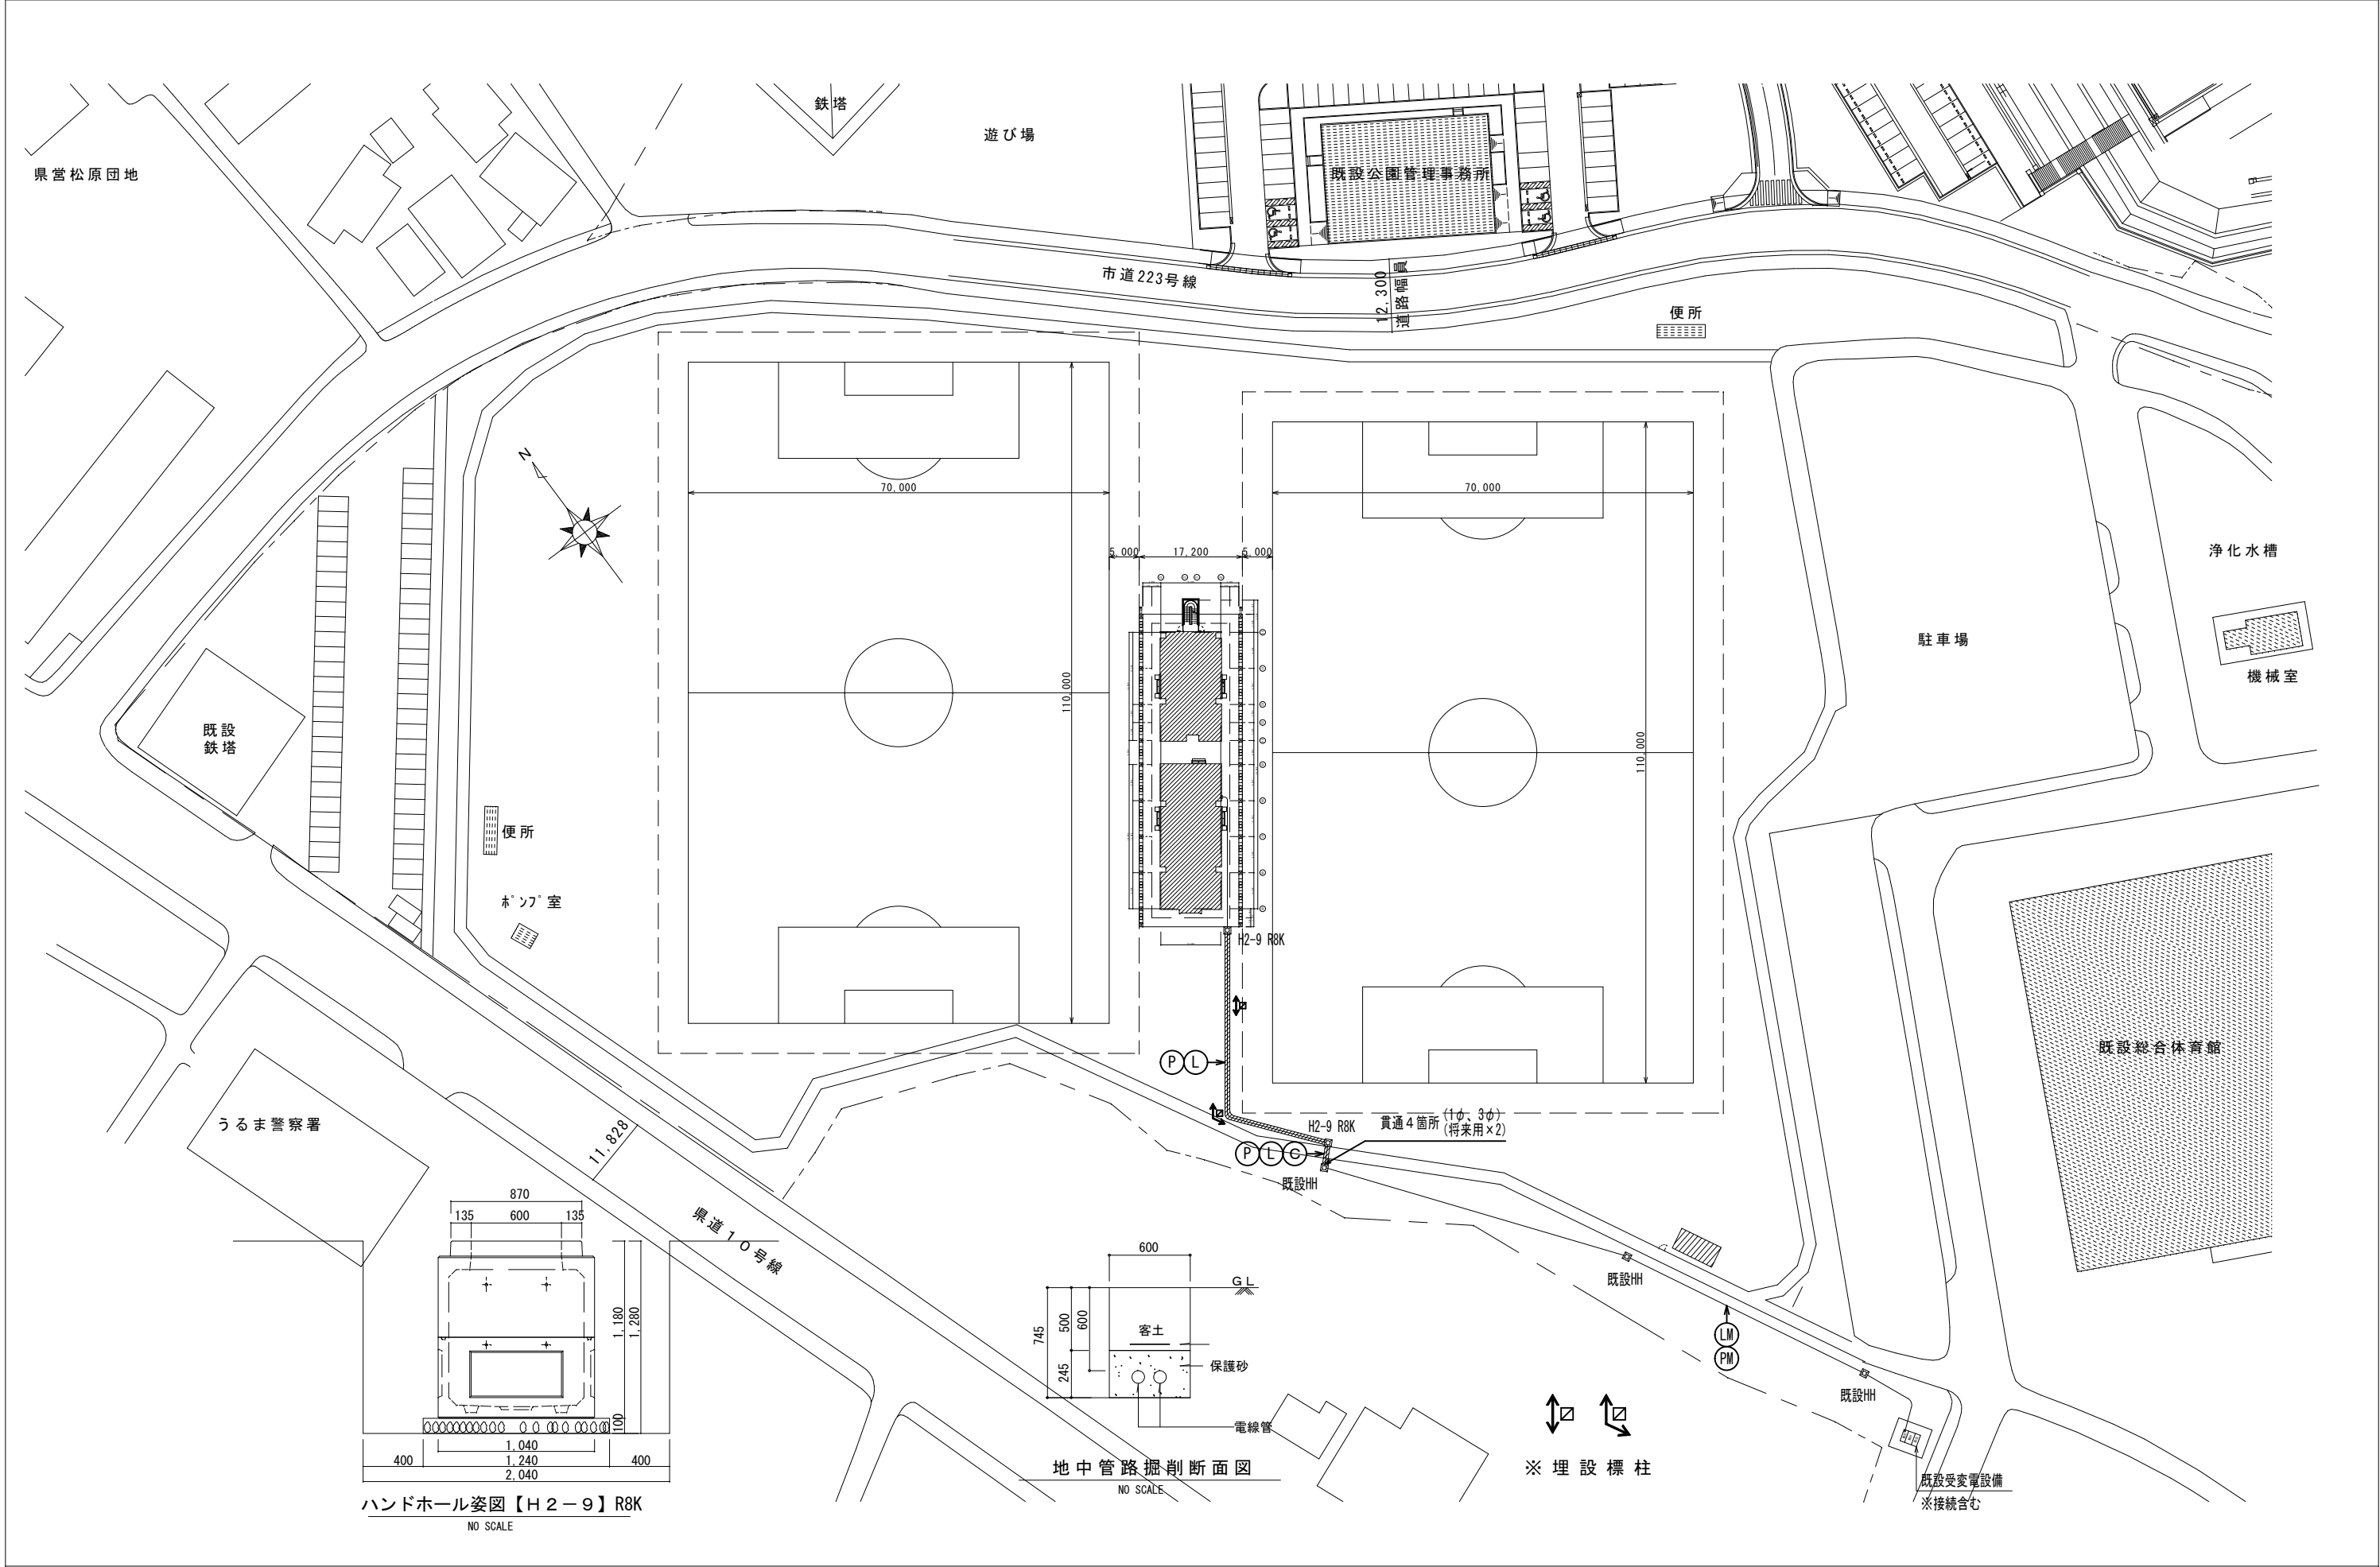 鉄塔
遊び場
県営松原団地
既設公園管理事務所
市道223号線
12,300
道路幅員
便所
N
70,000
70,000
5,000
17,200
5,000
浄化水槽
駐車場
機械室
110,000
110,000
既設
鉄塔
便所
ﾎﾟﾝﾌﾟ室
H2-9 R8K
既設総合体育館
P L
うるま警察署
11,828
H2-9 R8K
貫通4箇所
(1φ、3φ)
(将来用×2)
P L C
既設HH
県道10号線
既設HH
LM
PM
既設HH
既設受変電設備
※接続含む
870
135
600
135
1,180
1,280
100
1,040
400
1,240
400
2,040
ハンドホール姿図【H2-9】R8K
NO SCALE
600
GL
745
500
600
245
客土
保護砂
電線管
地中管路掘削断面図
NO SCALE
※埋設標柱